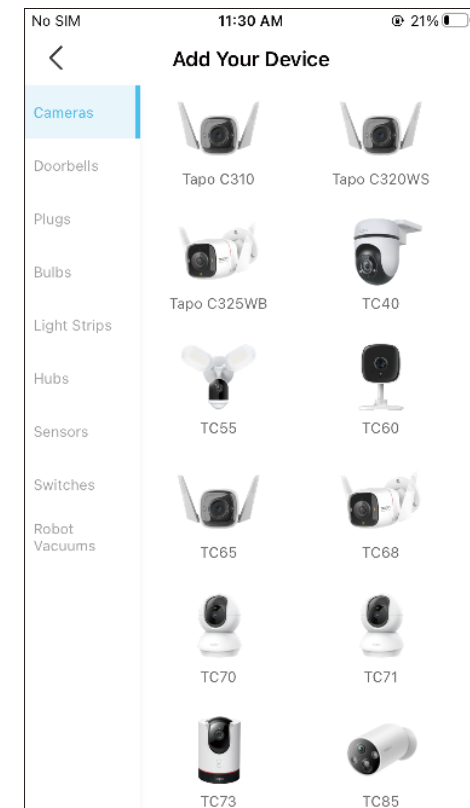 No SIM 11:30 AM 21%
Add Your Device
Cameras
Doorbells
Plugs
Bulbs
Light Strips
Hubs
Sensors
Switches
Robot
Vacuums
Tapo C310 Tapo C320WS
Tapo C325WB TC40
TC55 TC60
TC65 TC68
TC70 TC71
TC73 TC85